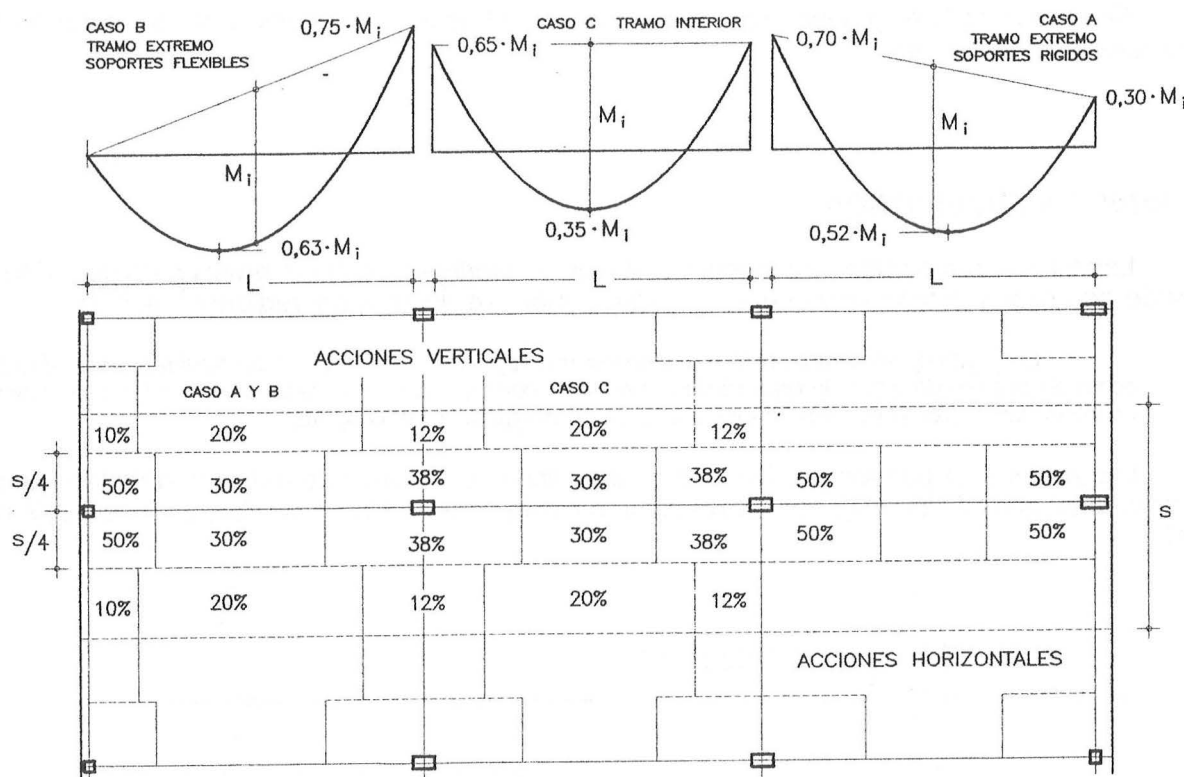 CASO B
TRAMO EXTREMO
SOPORTES FLEXIBLES
0,75·Mi
CASO C TRAMO INTERIOR
CASO A
TRAMO EXTREMO
SOPORTES RIGIDOS
0,65·Mi
0,70·Mi
0,30·Mi
Mi
Mi
Mi
0,63·Mi
0,35·Mi
0,52·Mi
L
L
L
ACCIONES VERTICALES
CASO A Y B
CASO C
10%
20%
12%
20%
12%
s/4
50%
30%
38%
30%
38%
50%
50%
s
s/4
50%
30%
38%
30%
38%
50%
50%
10%
20%
12%
20%
12%
ACCIONES HORIZONTALES